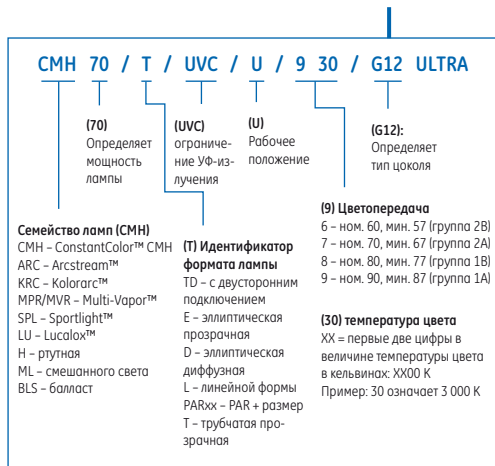 CMH 70 / T / UVC / U / 9 30 / G12 ULTRA
(70)
Определяет
мощность
лампы
(UVC)
ограниче-
ние УФ-из-
лучения
(U)
Рабочее
положение
(G12):
Определяет
тип цоколя
Семейство ламп (CMH)
CMH – ConstantColor™ CMH
ARC – Arcstream™
KRC – Kolorarc™
MPR/MVR – Multi-Vapor™
SPL – Sportlight™
LU – Lucalox™
H – ртутная
ML – смешанного света
BLS – балласт
(T) Идентификатор
формата лампы
TD – с двусторонним
подключением
E – эллиптическая
прозрачная
D – эллиптическая
диффузная
L – линейной формы
PARxx – PAR + размер
T – трубчатая про-
зрачная
(9) Цветопередача
6 – ном. 60, мин. 57 (группа 2B)
7 – ном. 70, мин. 67 (группа 2A)
8 – ном. 80, мин. 77 (группа 1B)
9 – ном. 90, мин. 87 (группа 1A)
(30) температура цвета
XX = первые две цифры в
величине температуры цвета
в кельвинах: XX00 K
Пример: 30 означает 3 000 K